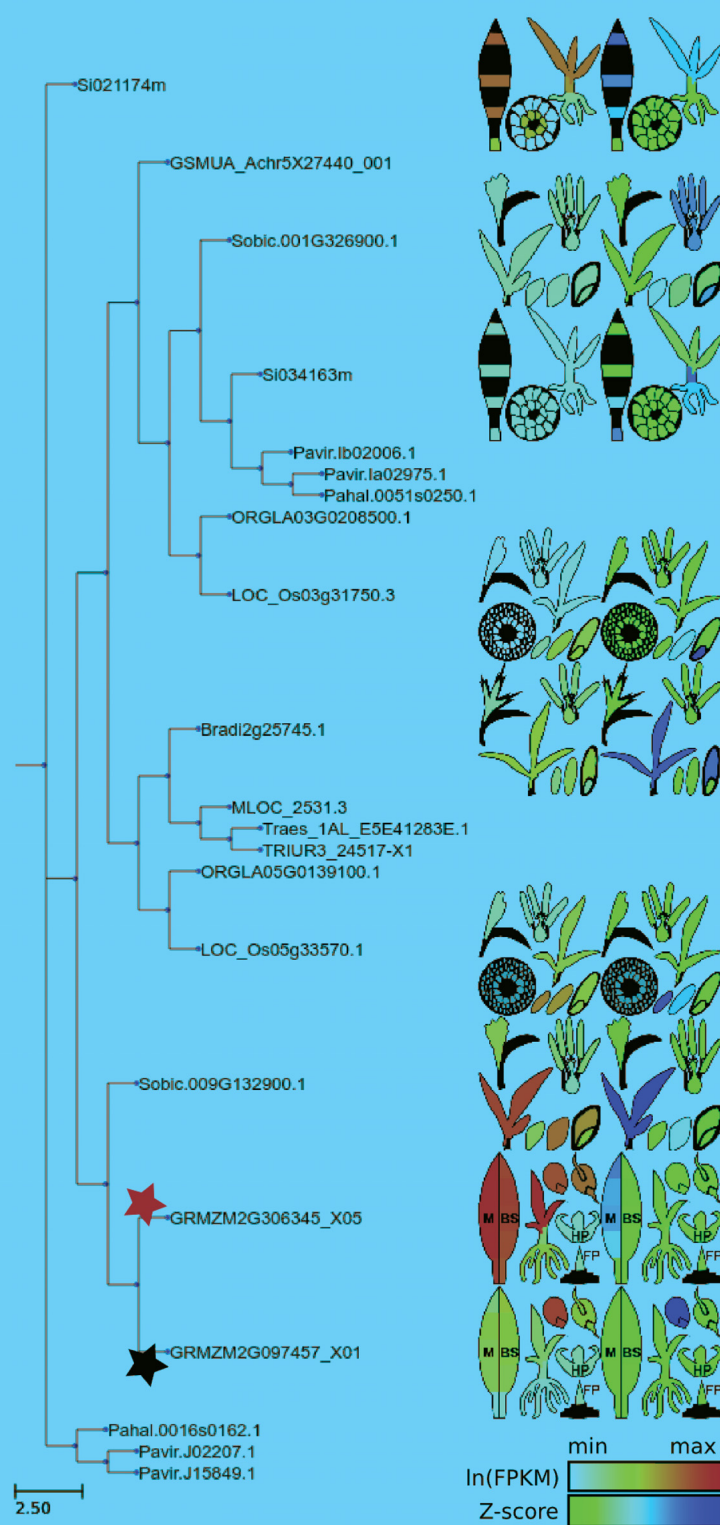 Si021174m
GSMUA_Achr5X27440_001
Sobic.001G326900.1
Si034163m
Pavir.Ib02006.1
Pavir.Ia02975.1
Pahal.0051s0250.1
ORGLA03G0208500.1
LOC_Os03g31750.3
Bradi2g25745.1
MLOC_2531.3
Traes_1AL_E5E41283E.1
TRIUR3_24517-X1
ORGLA05G0139100.1
LOC_Os05g33570.1
Sobic.009G132900.1
GRMZM2G306345_X05
M BS HP FP M BS HP FP
GRMZM2G097457_X01
M BS HP FP M BS HP FP
Pahal.0016s0162.1
Pavir.J02207.1
Pavir.J15849.1
2.50
min max
ln(FPKM)
Z-score